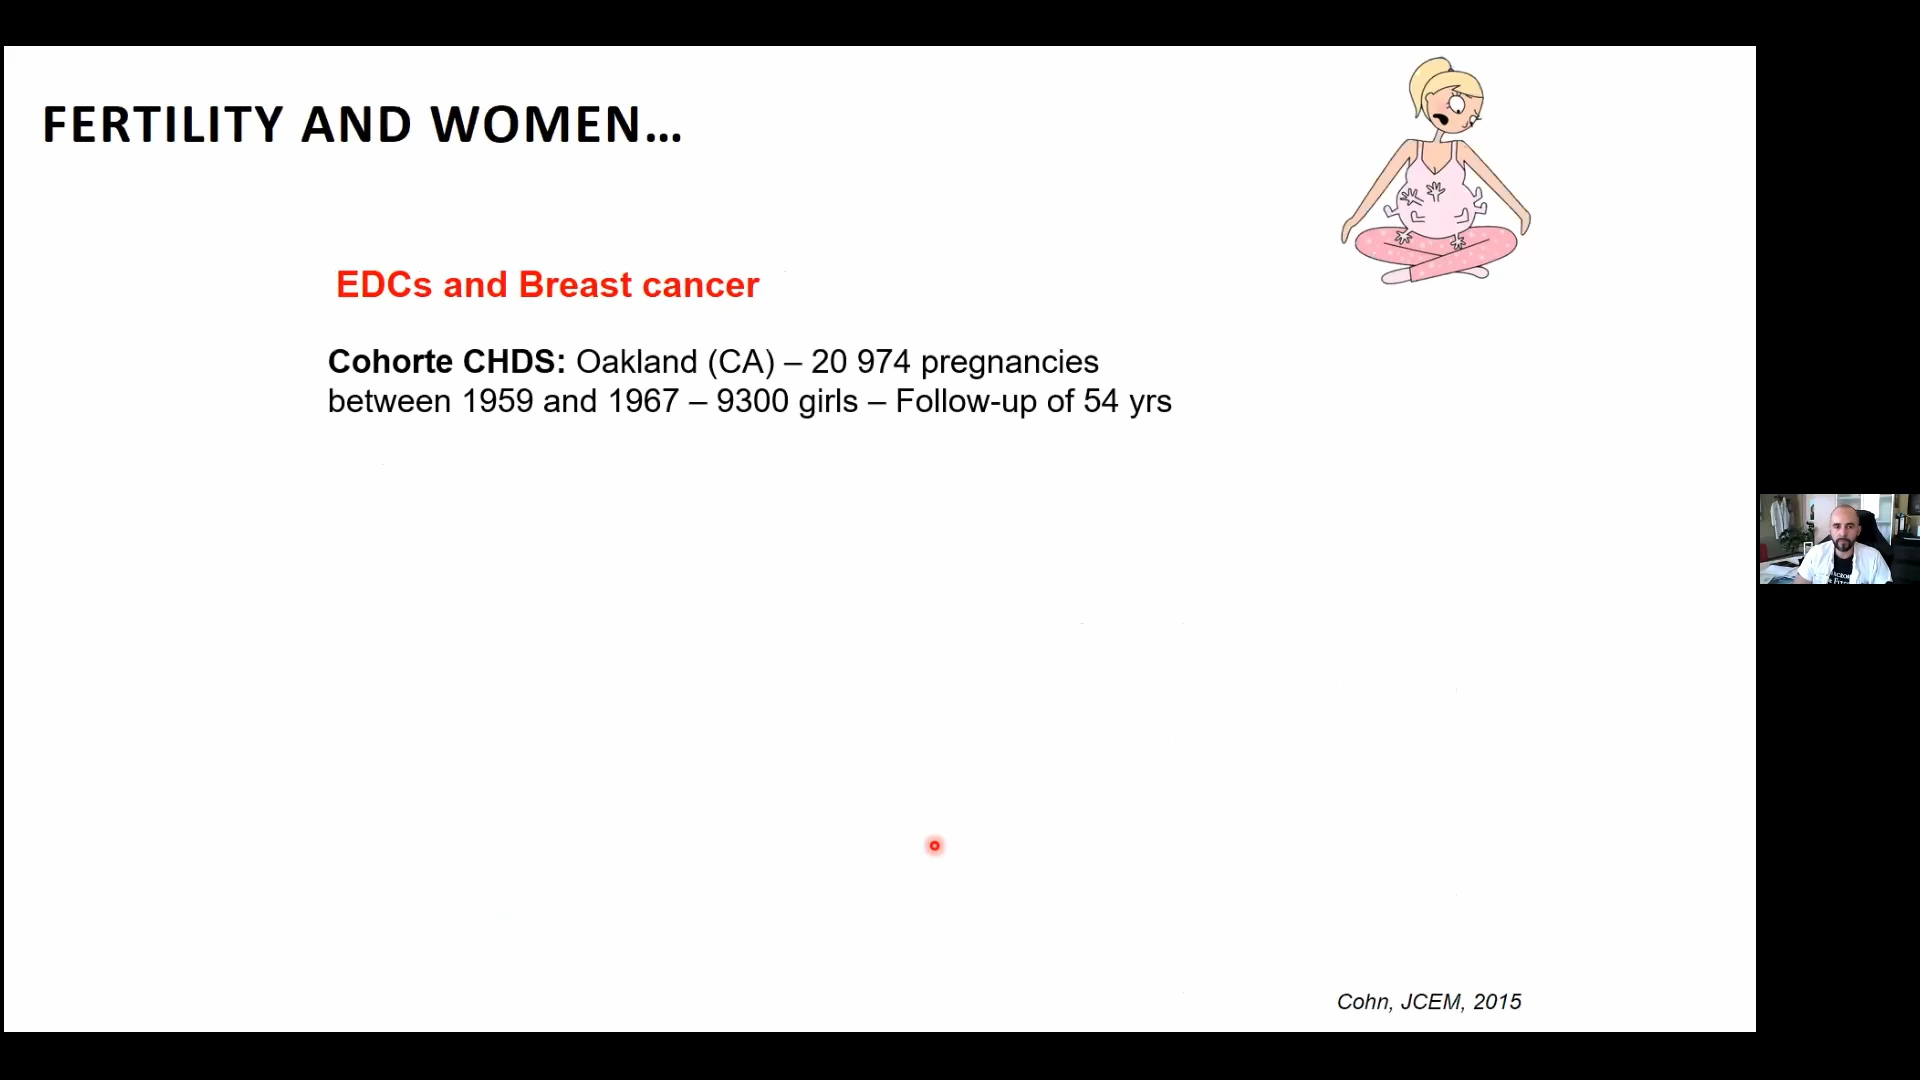 FERTILITY AND WOMEN…
EDCs and Breast cancer
Cohorte CHDS: Oakland (CA) – 20 974 pregnancies
between 1959 and 1967 – 9300 girls – Follow-up of 54 yrs
Cohn, JCEM, 2015